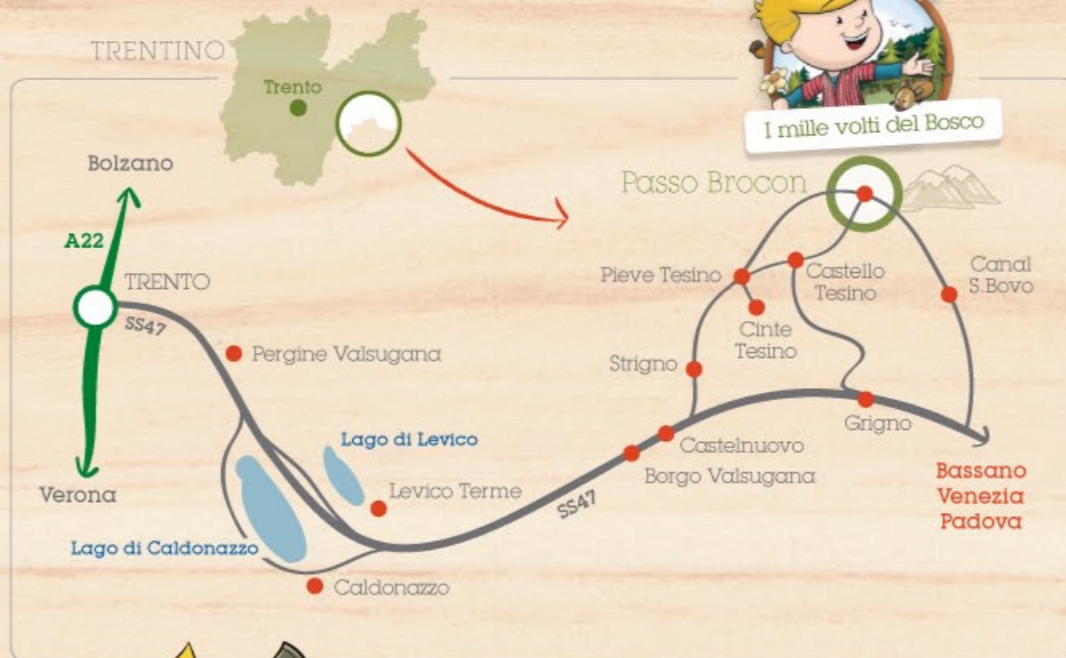 TRENTINO
Trento
I mille volti del Bosco
Bolzano
Passo Brocon
A22
TRENTO
SS47
Pieve Tesino
Castello
Tesino
Canal
S.Bovo
Cinte
Tesino
Pergine Valsugana
Strigno
Grigno
Lago di Levico
Castelnuovo
Borgo Valsugana
Bassano
Venezia
Padova
Verona
Levico Terme
SS47
Lago di Caldonazzo
Caldonazzo